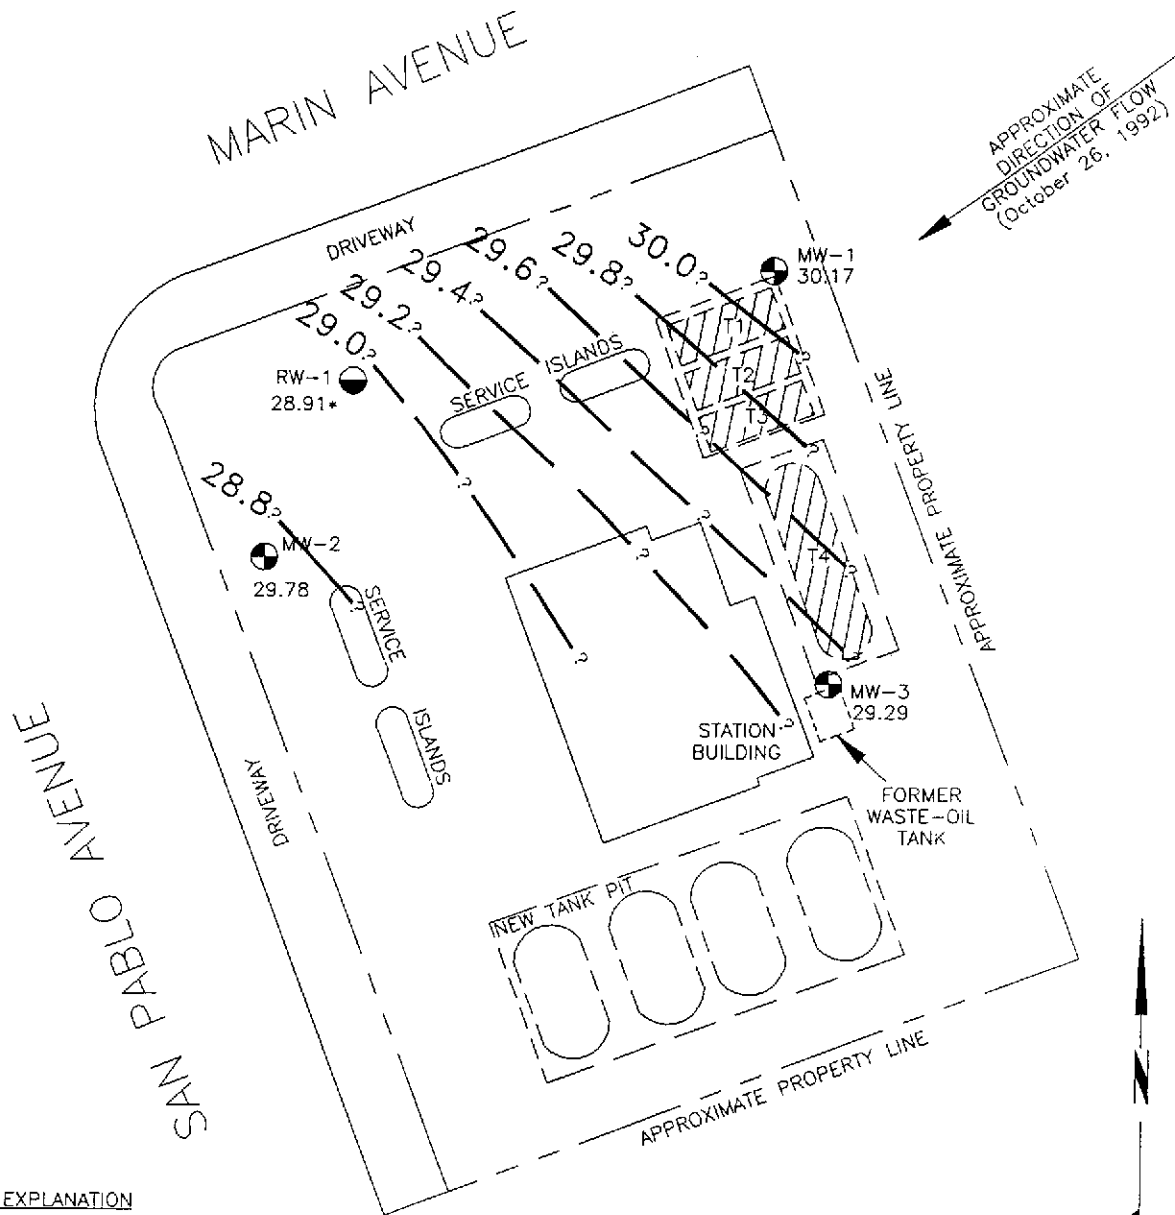 MARIN AVENUE
APPROXIMATE
DIRECTION OF
GROUNDWATER FLOW
(October 26, 1992)
DRIVEWAY
30.0?
29.8?
29.6?
29.4?
29.2?
29.0?
28.8?
MW-1
30.17
T1
T2
T3
T4
SERVICE ISLANDS
RW-1
28.91*
MW-2
29.78
SERVICE
ISLANDS
APPROXIMATE PROPERTY LINE
MW-3
29.29
STATION
BUILDING
FORMER
WASTE-OIL
TANK
DRIVEWAY
SAN PABLO AVENUE
NEW TANK PIT
APPROXIMATE PROPERTY LINE
N
EXPLANATION
?
?
?
?
?
?
?
?
?
?